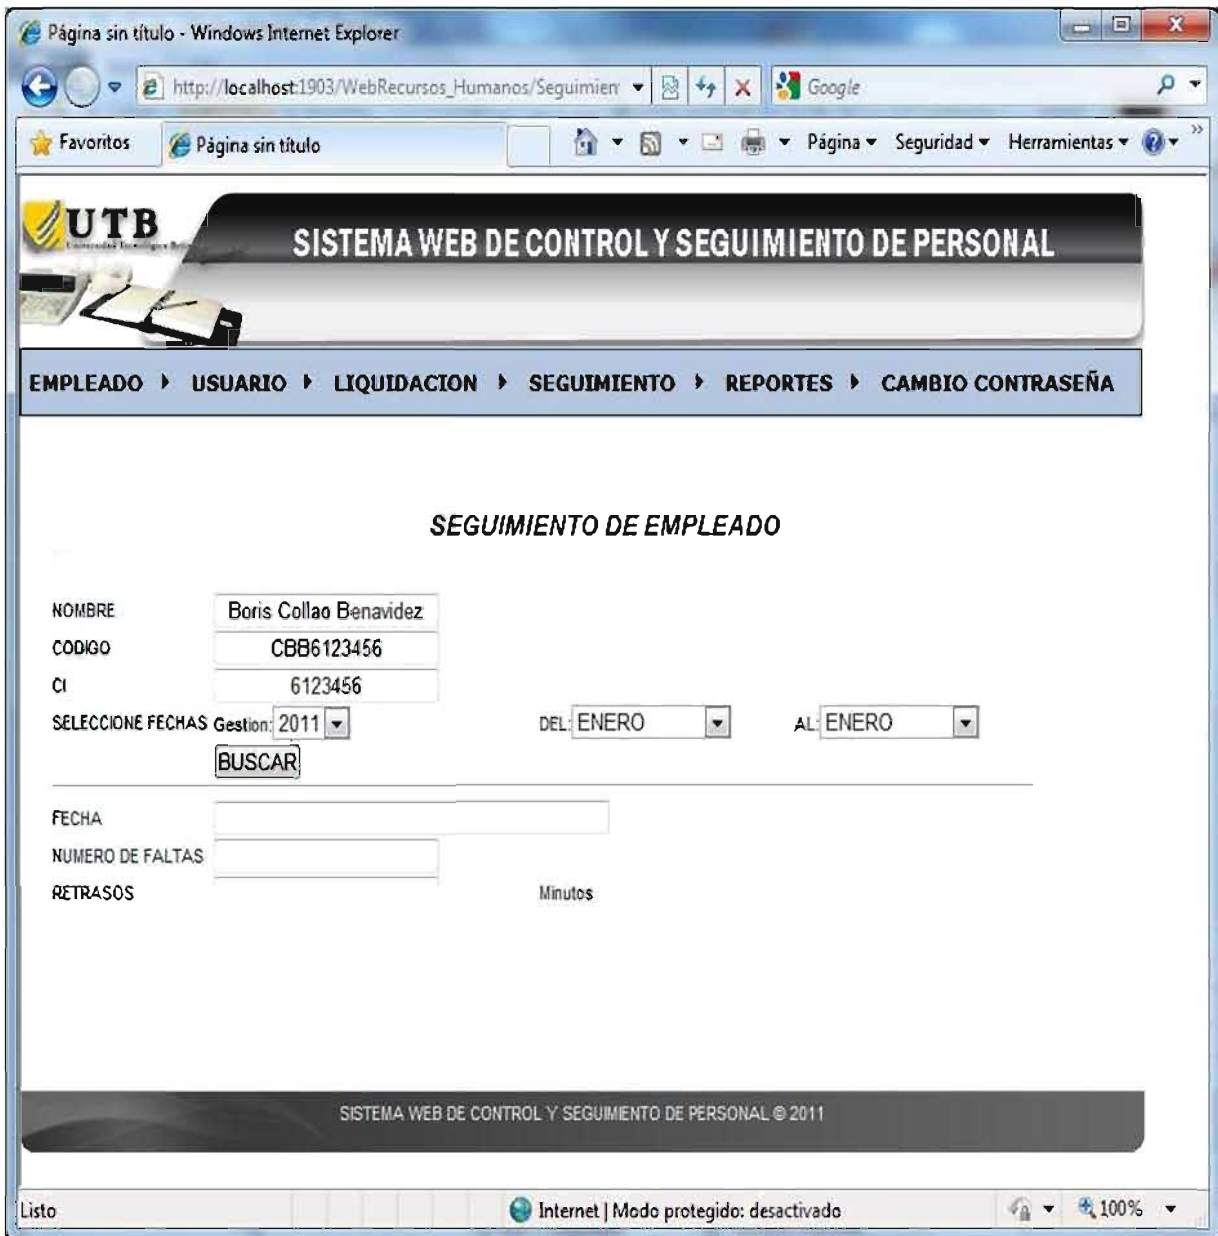 Página sin título - Windows Internet Explorer
http://localhost:1903/WebRecursos_Humanos/Seguimien
Google
Favoritos
Página sin título
Página
Seguridad
Herramientas
UTB
SISTEMA WEB DE CONTROL Y SEGUIMIENTO DE PERSONAL
EMPLEADO USUARIO LIQUIDACION SEGUIMIENTO REPORTES CAMBIO CONTRASEÑA
SEGUIMIENTO DE EMPLEADO
NOMBRE Boris Collao Benavidez
CODIGO CBB6123456
CI 6123456
SELECCIONE FECHAS Gestion: 2011 DEL: ENERO AL: ENERO
BUSCAR
FECHA
NUMERO DE FALTAS
RETRASOS Minutos
SISTEMA WEB DE CONTROL Y SEGUIMIENTO DE PERSONAL © 2011
Listo Internet | Modo protegido: desactivado 100%